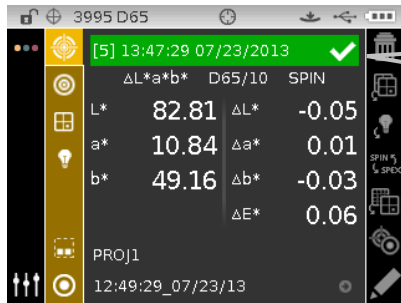 3995 D65
[5] 13:47:29 07/23/2013
ΔL*a*b* D65/10 SPIN
L* 82.81 ΔL* -0.05
a* 10.84 Δa* 0.01
b* 49.16 Δb* -0.03
ΔE* 0.06
SPIN
SPEX
PROJ1
12:49:29_07/23/13